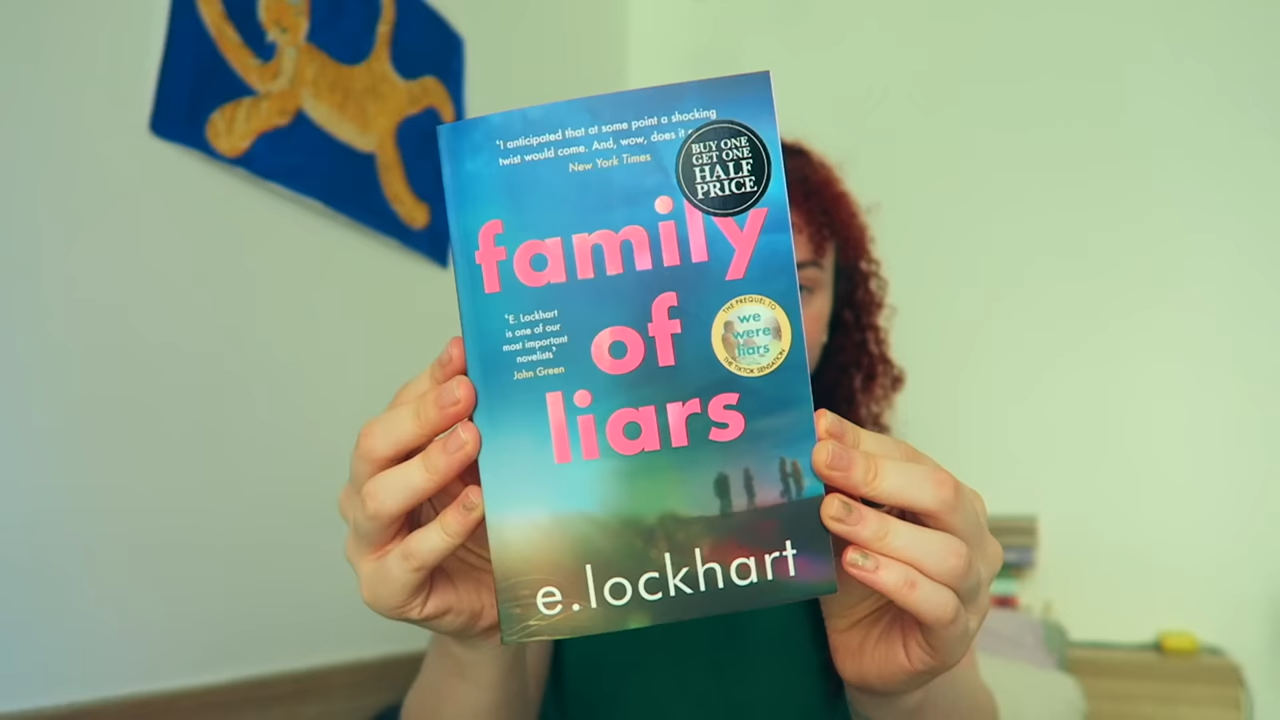 'I anticipated that at some point a shocking
twist would come. And, wow, does it
New York Times
BUY ONE
GET ONE
HALF
PRICE
family
of
liars
'E. Lockhart
is one of our
most important
novelists'
John Green
THE PREQUEL TO
we
were
liars
THE TIKTOK SENSATION
e.lockhart